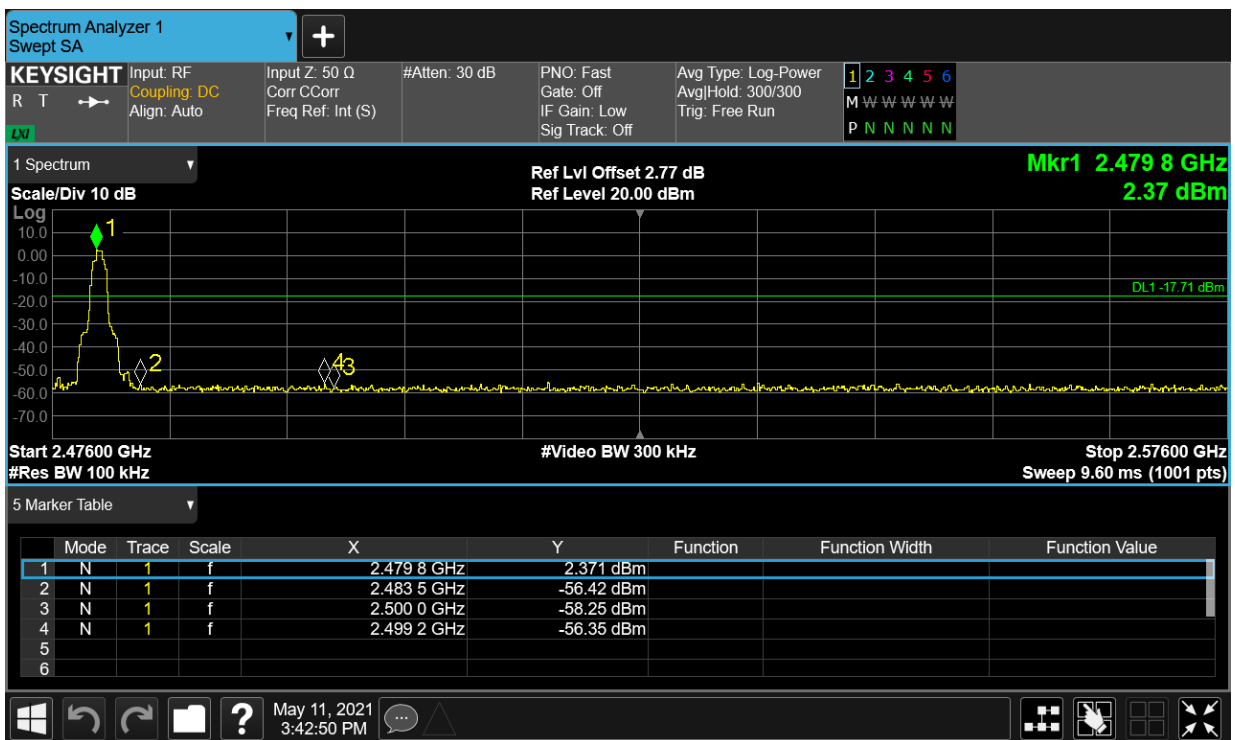 Spectrum Analyzer 1
Swept SA
+
KEYSIGHT
R T
LXI
Input: RF
Coupling: DC
Align: Auto
Input Z: 50 Ω
Corr CCorr
Freq Ref: Int (S)
#Atten: 30 dB
PNO: Fast
Gate: Off
IF Gain: Low
Sig Track: Off
Avg Type: Log-Power
Avg|Hold: 300/300
Trig: Free Run
1 2 3 4 5 6
M W W W W W
P N N N N N
1 Spectrum
Scale/Div 10 dB
Ref Lvl Offset 2.77 dB
Ref Level 20.00 dBm
Mkr1 2.479 8 GHz
2.37 dBm
Log
10.0
0.00
-10.0
-20.0
-30.0
-40.0
-50.0
-60.0
-70.0
1
DL1 -17.71 dBm
2
43
Start 2.47600 GHz
#Res BW 100 kHz
#Video BW 300 kHz
Stop 2.57600 GHz
Sweep 9.60 ms (1001 pts)
5 Marker Table
Mode Trace Scale X Y Function Function Width Function Value
1 N 1 f 2.479 8 GHz 2.371 dBm
2 N 1 f 2.483 5 GHz -56.42 dBm
3 N 1 f 2.500 0 GHz -58.25 dBm
4 N 1 f 2.499 2 GHz -56.35 dBm
5
6
?
May 11, 2021
3:42:50 PM